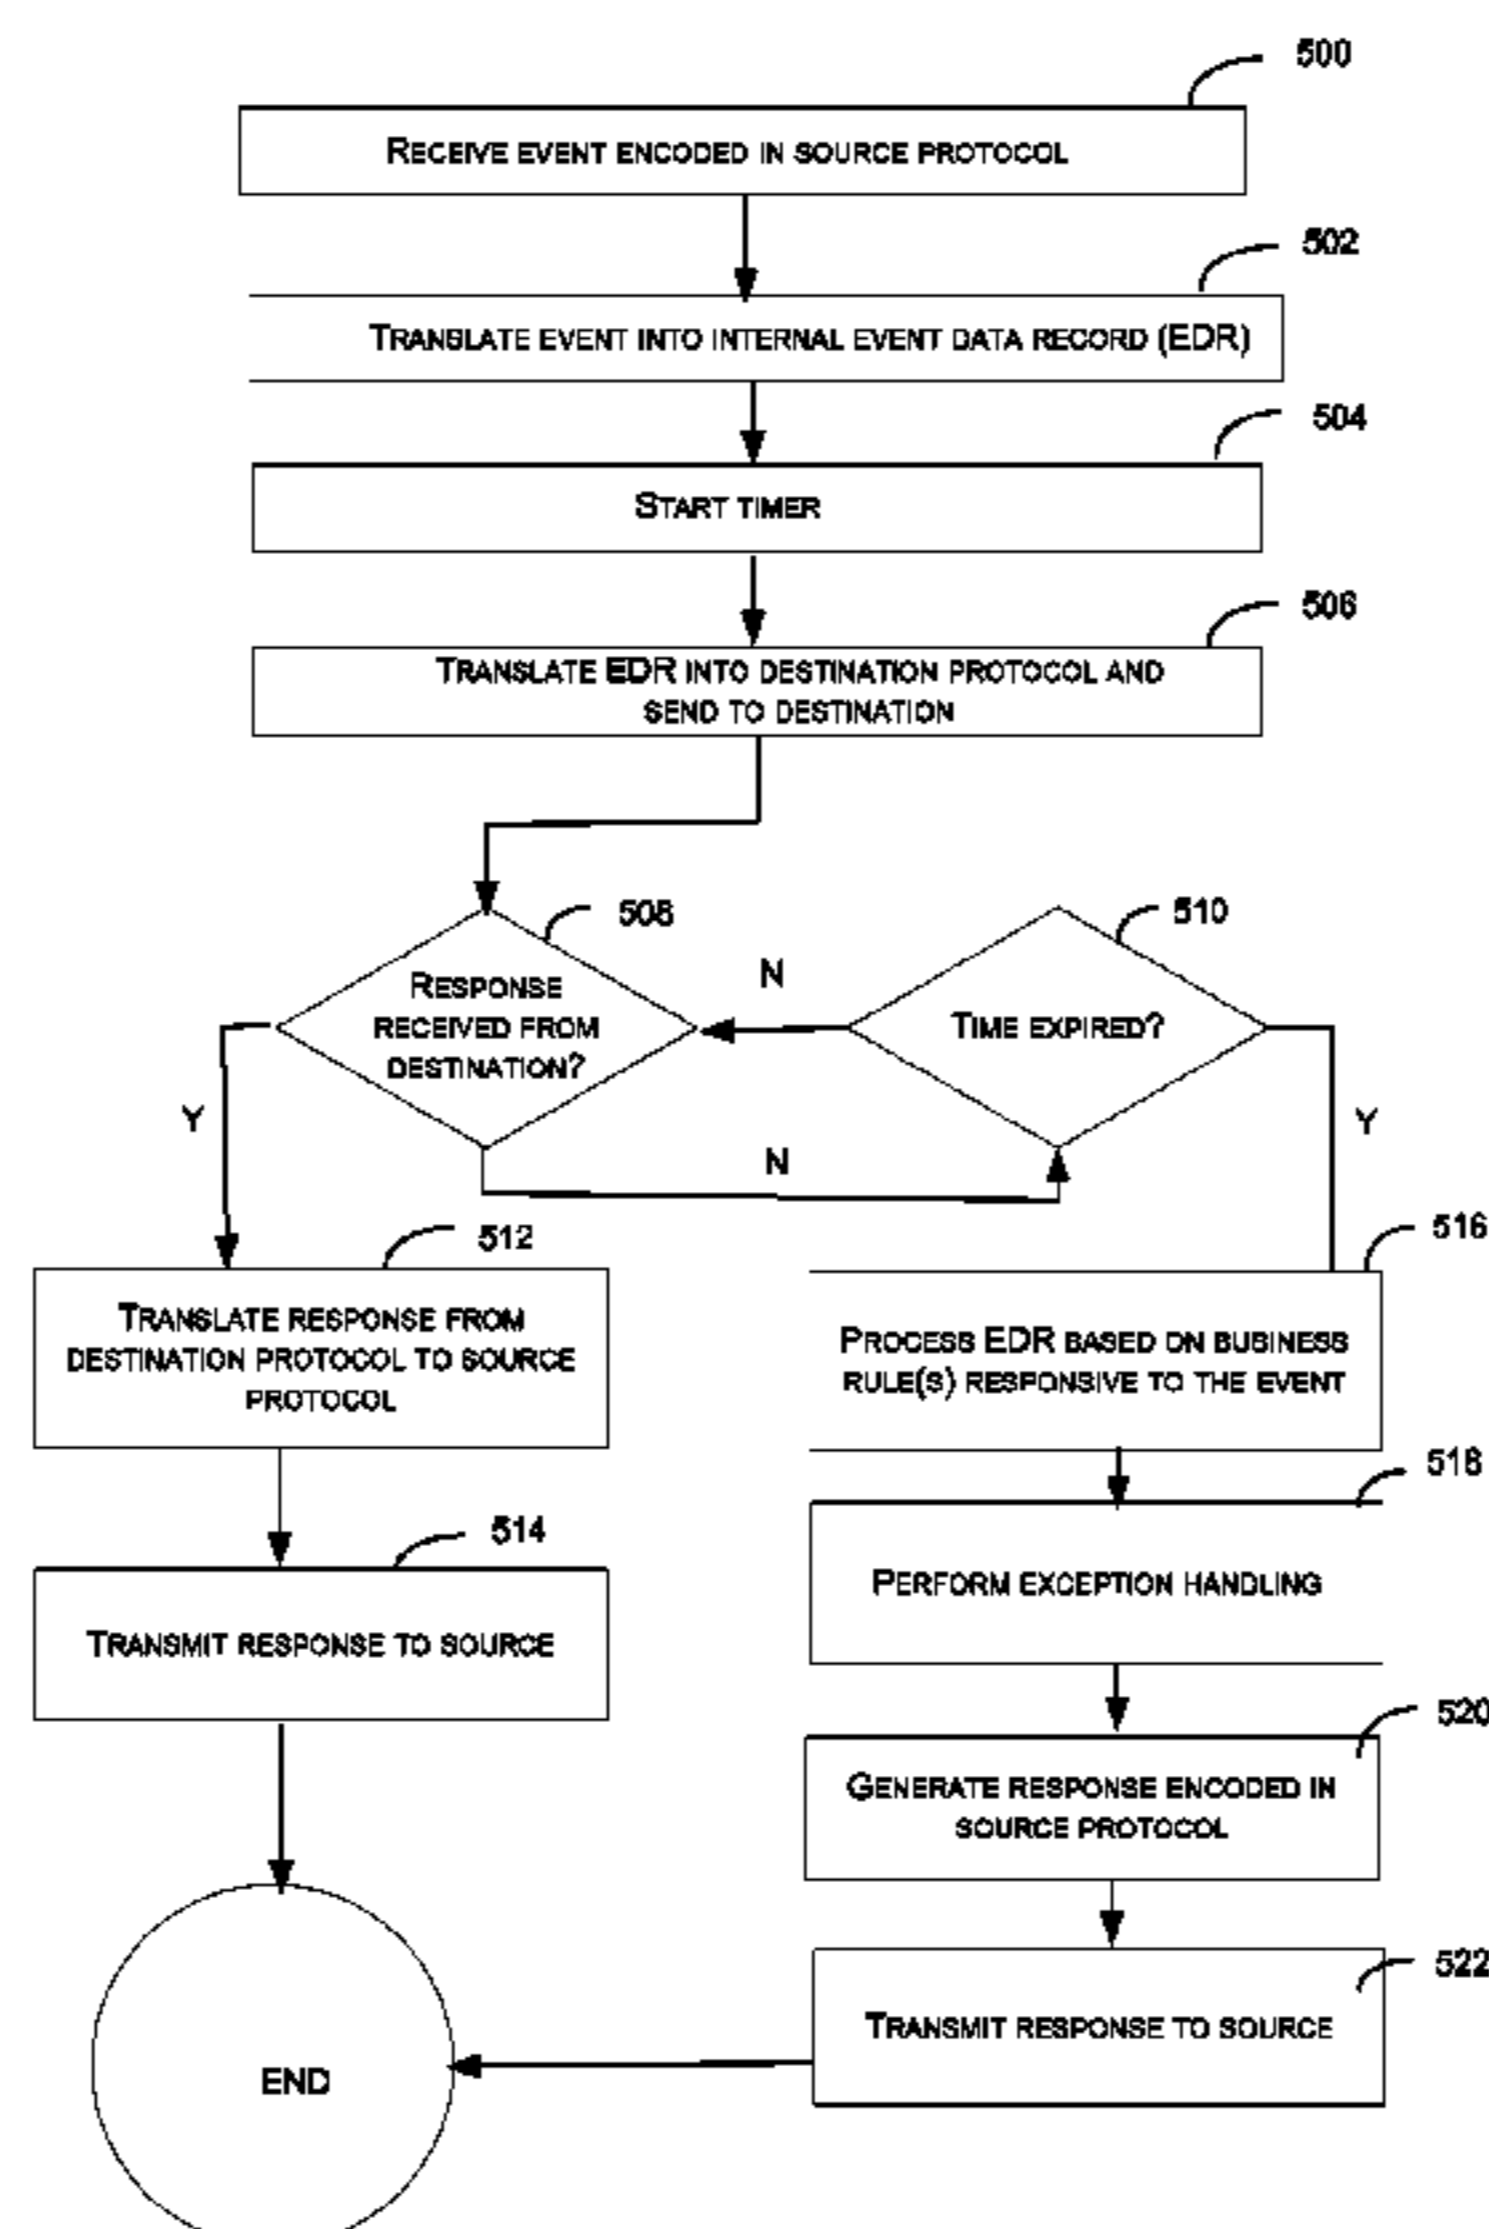 500
RECEIVE EVENT ENCODED IN SOURCE PROTOCOL
502
TRANSLATE EVENT INTO INTERNAL EVENT DATA RECORD (EDR)
504
START TIMER
506
TRANSLATE EDR INTO DESTINATION PROTOCOL AND
SEND TO DESTINATION
508
510
RESPONSE
RECEIVED FROM
DESTINATION?
N
TIME EXPIRED?
Y
Y
N
512
516
TRANSLATE RESPONSE FROM
DESTINATION PROTOCOL TO SOURCE
PROTOCOL
PROCESS EDR BASED ON BUSINESS
RULE(S) RESPONSIVE TO THE EVENT
514
518
TRANSMIT RESPONSE TO SOURCE
PERFORM EXCEPTION HANDLING
520
GENERATE RESPONSE ENCODED IN
SOURCE PROTOCOL
522
TRANSMIT RESPONSE TO SOURCE
END